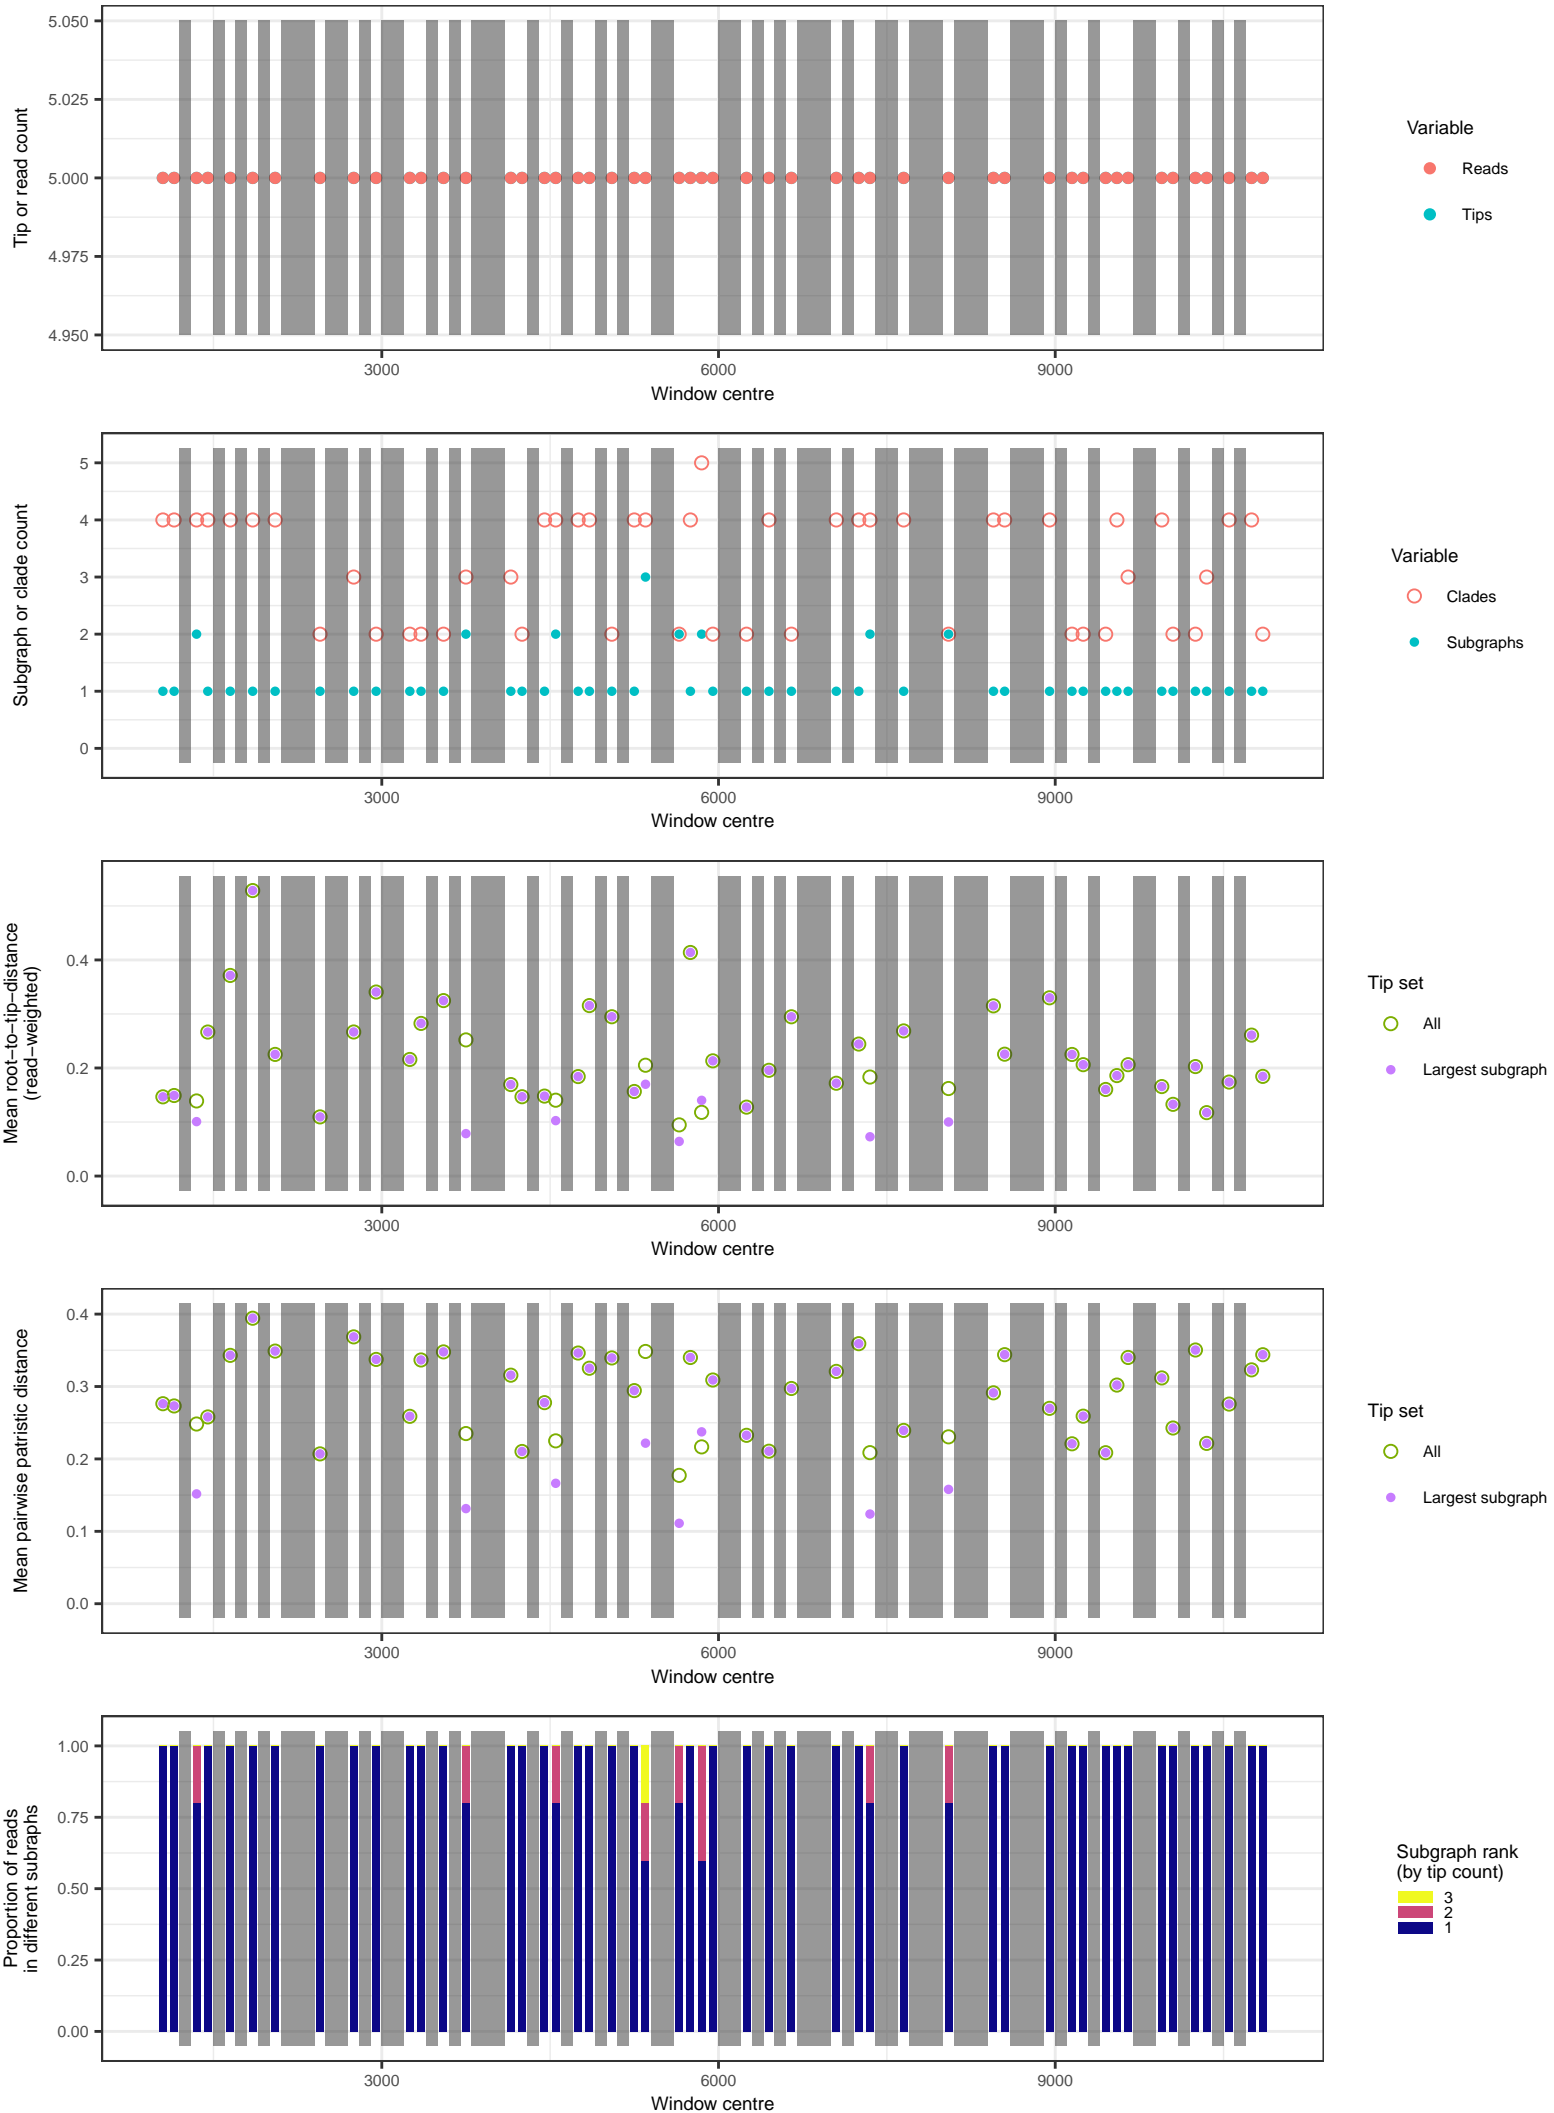 5.050
5.025
5.000
4.975
4.950
Tip or read count
3000
6000
9000
Window centre
Variable
Reads
Tips
5
4
3
2
1
0
Subgraph or clade count
3000
6000
9000
Window centre
Variable
Clades
Subgraphs
0.4
0.2
0.0
Mean root−to−tip−distance
(read−weighted)
3000
6000
9000
Window centre
Tip set
All
Largest subgraph
0.4
0.3
0.2
0.1
0.0
Mean pairwise patristic distance
3000
6000
9000
Window centre
Tip set
All
Largest subgraph
1.00
0.75
0.50
0.25
0.00
Proportion of reads
in different subraphs
3000
6000
9000
Window centre
Subgraph rank
(by tip count)
3
2
1